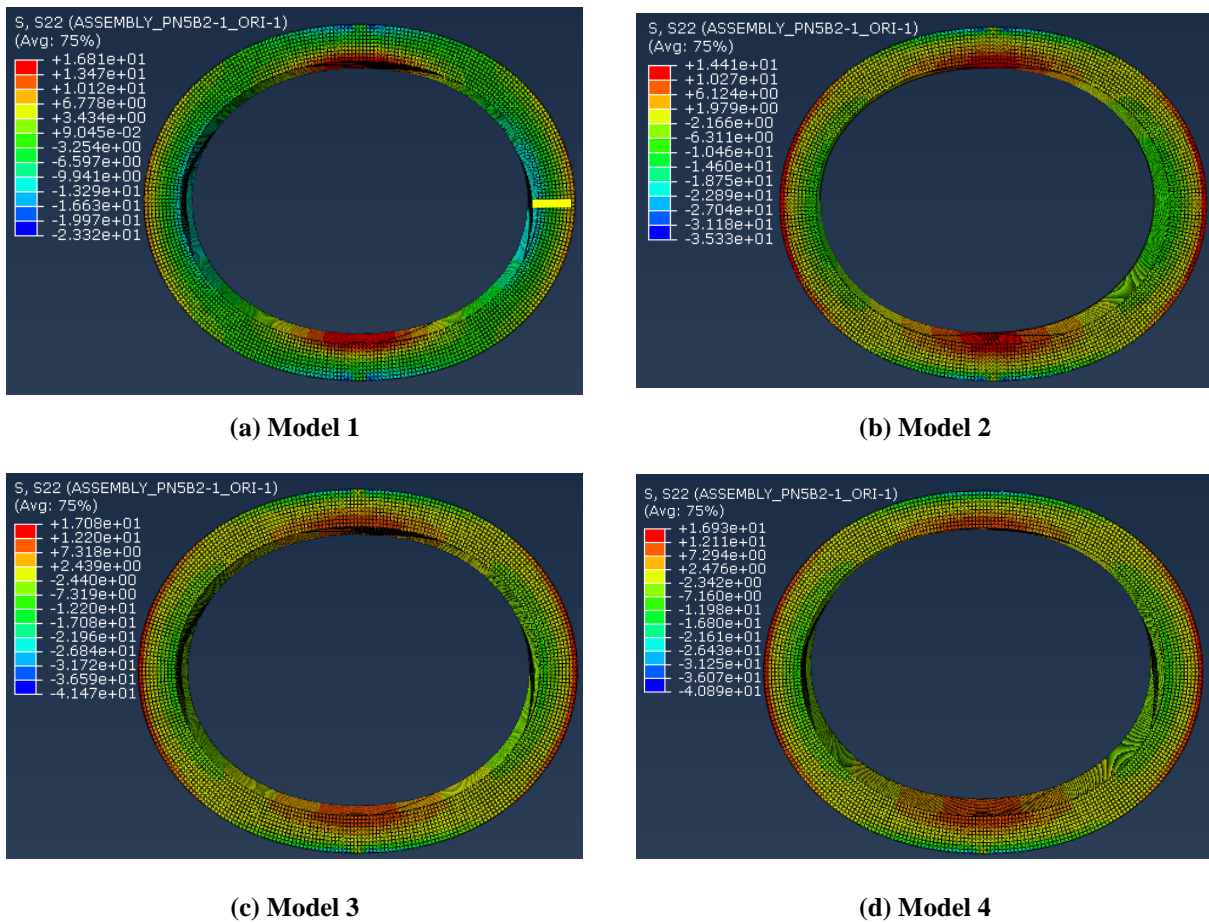 S, S22 (ASSEMBLY_PN5B2-1_ORI-1)
(Avg: 75%)
+1.681e+01
+1.347e+01
+1.012e+01
+6.778e+00
+3.434e+00
+9.045e-02
-3.254e+00
-6.597e+00
-9.941e+00
-1.329e+01
-1.663e+01
-1.997e+01
-2.332e+01
(a) Model 1
S, S22 (ASSEMBLY_PN5B2-1_ORI-1)
(Avg: 75%)
+1.441e+01
+1.027e+01
+6.124e+00
+1.979e+00
-2.166e+00
-6.311e+00
-1.046e+01
-1.460e+01
-1.875e+01
-2.289e+01
-2.704e+01
-3.118e+01
-3.533e+01
(b) Model 2
S, S22 (ASSEMBLY_PN5B2-1_ORI-1)
(Avg: 75%)
+1.708e+01
+1.220e+01
+7.318e+00
+2.439e+00
-2.440e+00
-7.319e+00
-1.220e+01
-1.708e+01
-2.196e+01
-2.684e+01
-3.172e+01
-3.659e+01
-4.147e+01
(c) Model 3
S, S22 (ASSEMBLY_PN5B2-1_ORI-1)
(Avg: 75%)
+1.693e+01
+1.211e+01
+7.294e+00
+2.476e+00
-2.342e+00
-7.160e+00
-1.198e+01
-1.680e+01
-2.161e+01
-2.643e+01
-3.125e+01
-3.607e+01
-4.089e+01
(d) Model 4